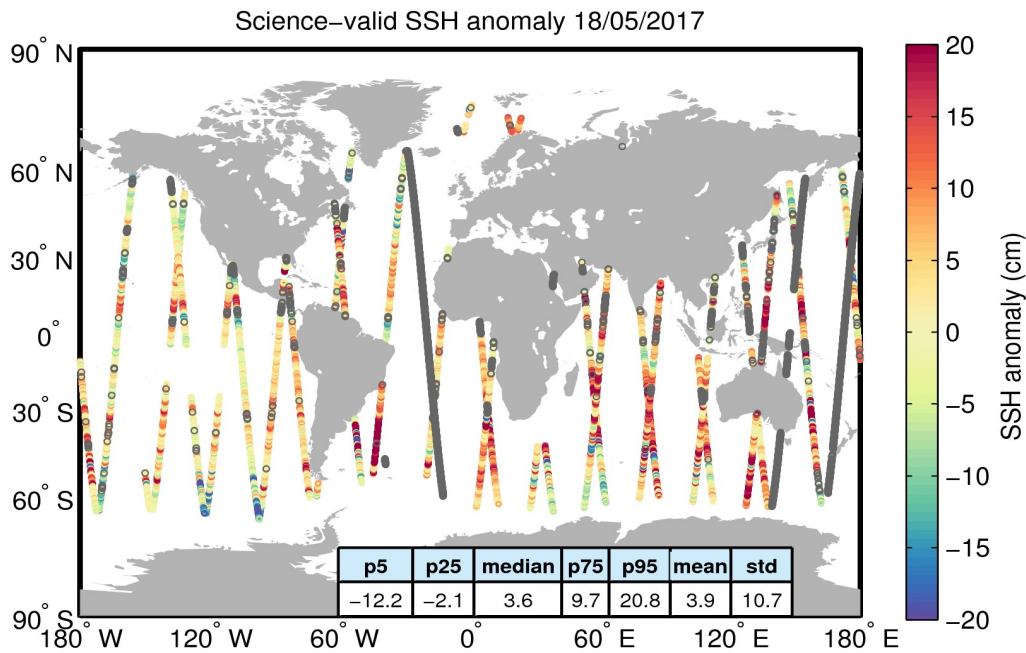 Science−valid SSH anomaly 18/05/2017
90° N
60° N
30° N
0°
30° S
60° S
90° S
180° W
120° W
60° W
0°
60° E
120° E
180° E
p5 p25 median p75 p95 mean std
−12.2 −2.1 3.6 9.7 20.8 3.9 10.7
20
15
10
5
0
−5
−10
−15
−20
SSH anomaly (cm)